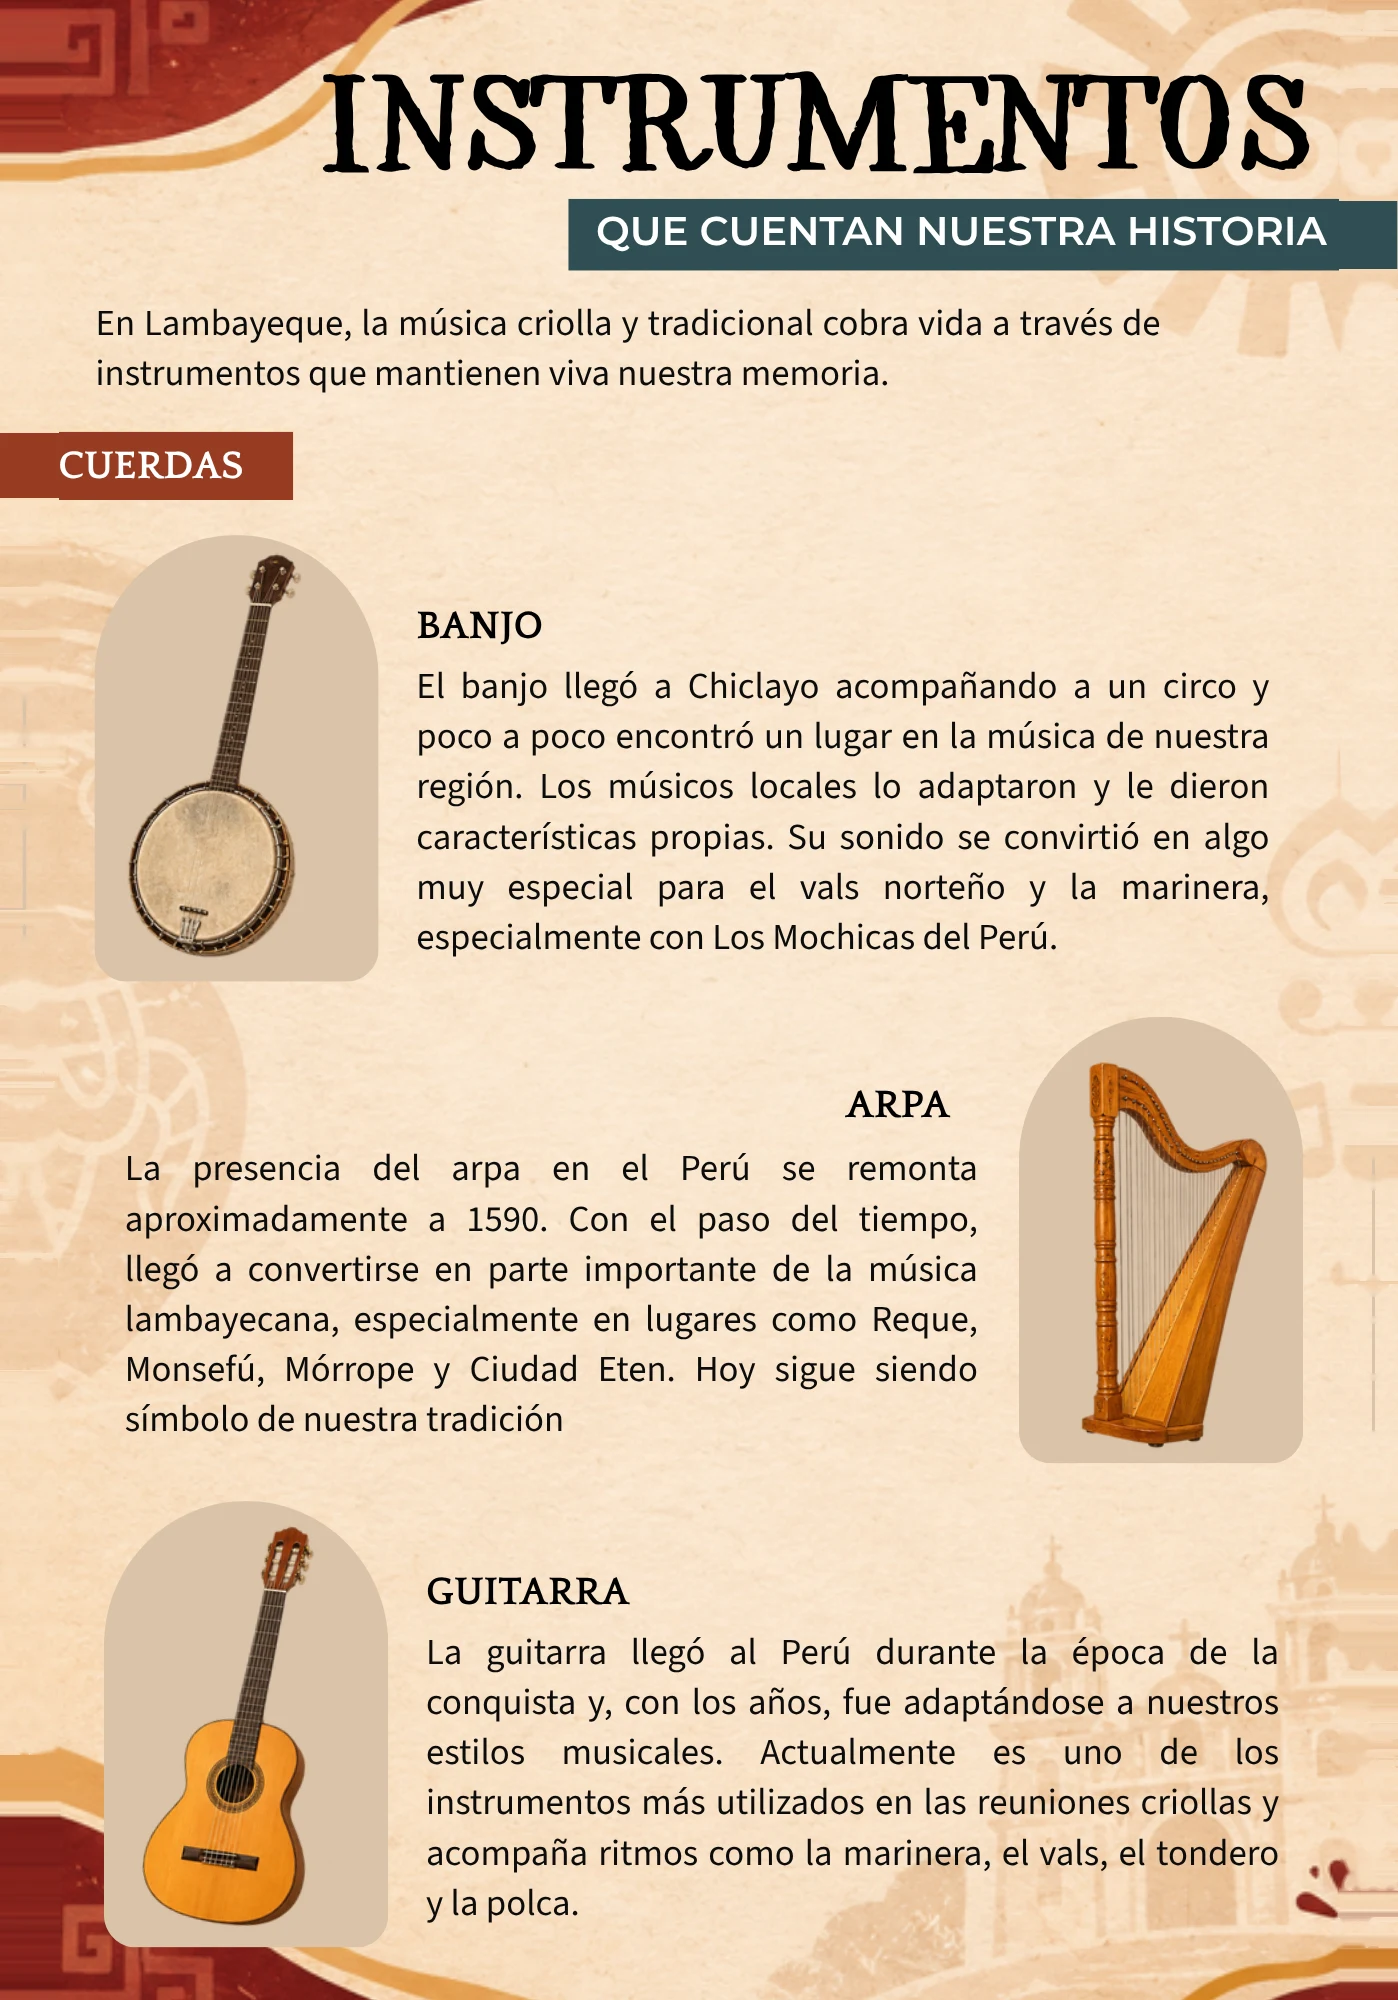 INSTRUMENTOS
QUE CUENTAN NUESTRA HISTORIA
En Lambayeque, la música criolla y tradicional cobra vida a través de
instrumentos que mantienen viva nuestra memoria.
CUERDAS
BANJO
El banjo llegó a Chiclayo acompañando a un circo y
poco a poco encontró un lugar en la música de nuestra
región. Los músicos locales lo adaptaron y le dieron
características propias. Su sonido se convirtió en algo
muy especial para el vals norteño y la marinera,
especialmente con Los Mochicas del Perú.
ARPA
La presencia del arpa en el Perú se remonta
aproximadamente a 1590. Con el paso del tiempo,
llegó a convertirse en parte importante de la música
lambayecana, especialmente en lugares como Reque,
Monsefú, Mórrope y Ciudad Eten. Hoy sigue siendo
símbolo de nuestra tradición
GUITARRA
La guitarra llegó al Perú durante la época de la
conquista y, con los años, fue adaptándose a nuestros
estilos musicales. Actualmente es uno de los
instrumentos más utilizados en las reuniones criollas y
acompaña ritmos como la marinera, el vals, el tondero
y la polca.